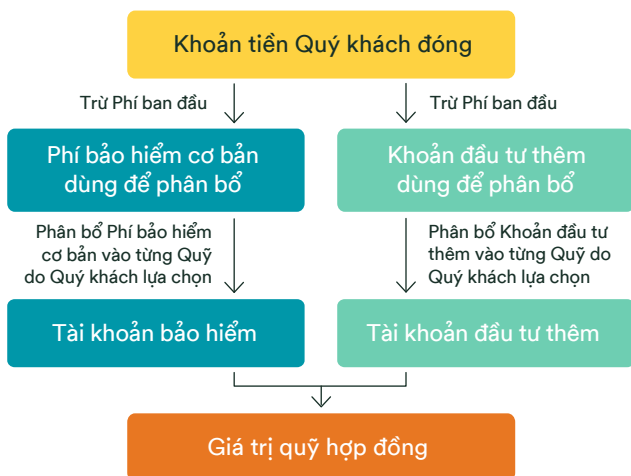 Khoản tiền Quý khách đóng
Trừ Phí ban đầu
Trừ Phí ban đầu
Phí bảo hiểm cơ bản
dùng để phân bổ
Khoản đầu tư thêm
dùng để phân bổ
Phân bổ Phí bảo hiểm
cơ bản vào từng Quỹ
do Quý khách lựa chọn
Phân bổ Khoản đầu tư
thêm vào từng Quỹ do
Quý khách lựa chọn
Tài khoản bảo hiểm
Tài khoản đầu tư thêm
Giá trị quỹ hợp đồng